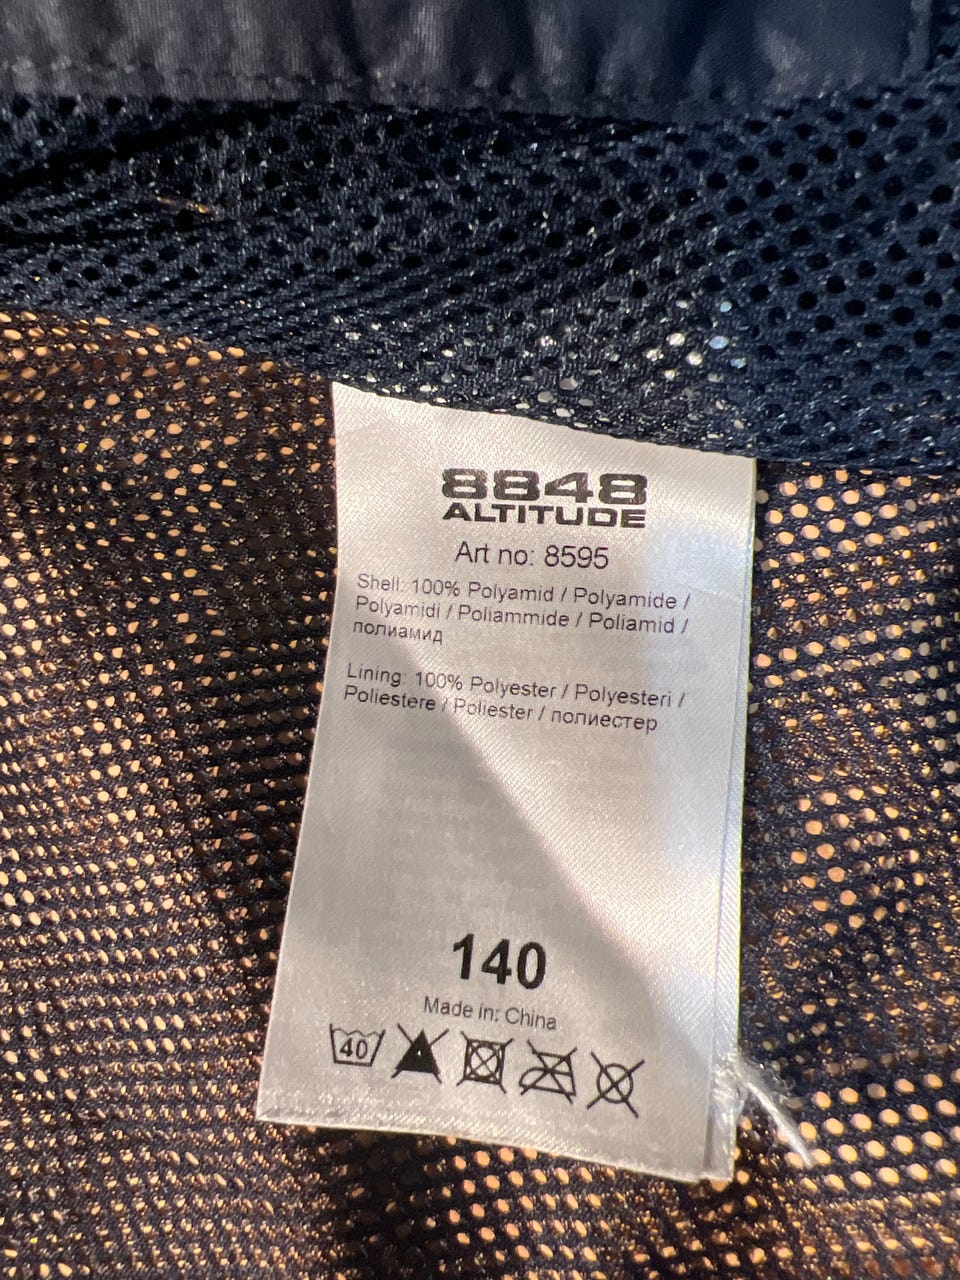 8848
ALTITUDE
Art no: 8595
Shell: 100% Polyamid / Polyamide /
Polyamidi / Poliammide / Poliamid /
полиамид
Lining: 100% Polyester / Polyesteri /
Poliestere / Poliester / полиестер
140
Made in: China
40